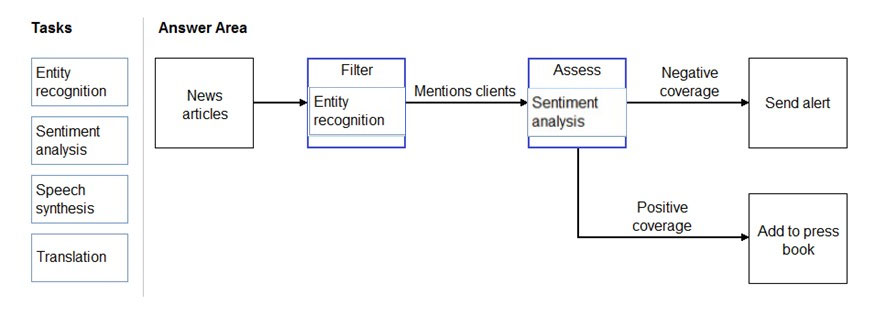 Tasks
Entity
recognition
Sentiment
analysis
Speech
synthesis
Translation
Answer Area
News
articles
Filter
Entity
recognition
Mentions clients
Assess
Sentiment
analysis
Negative
coverage
Send alert
Positive
coverage
Add to press
book